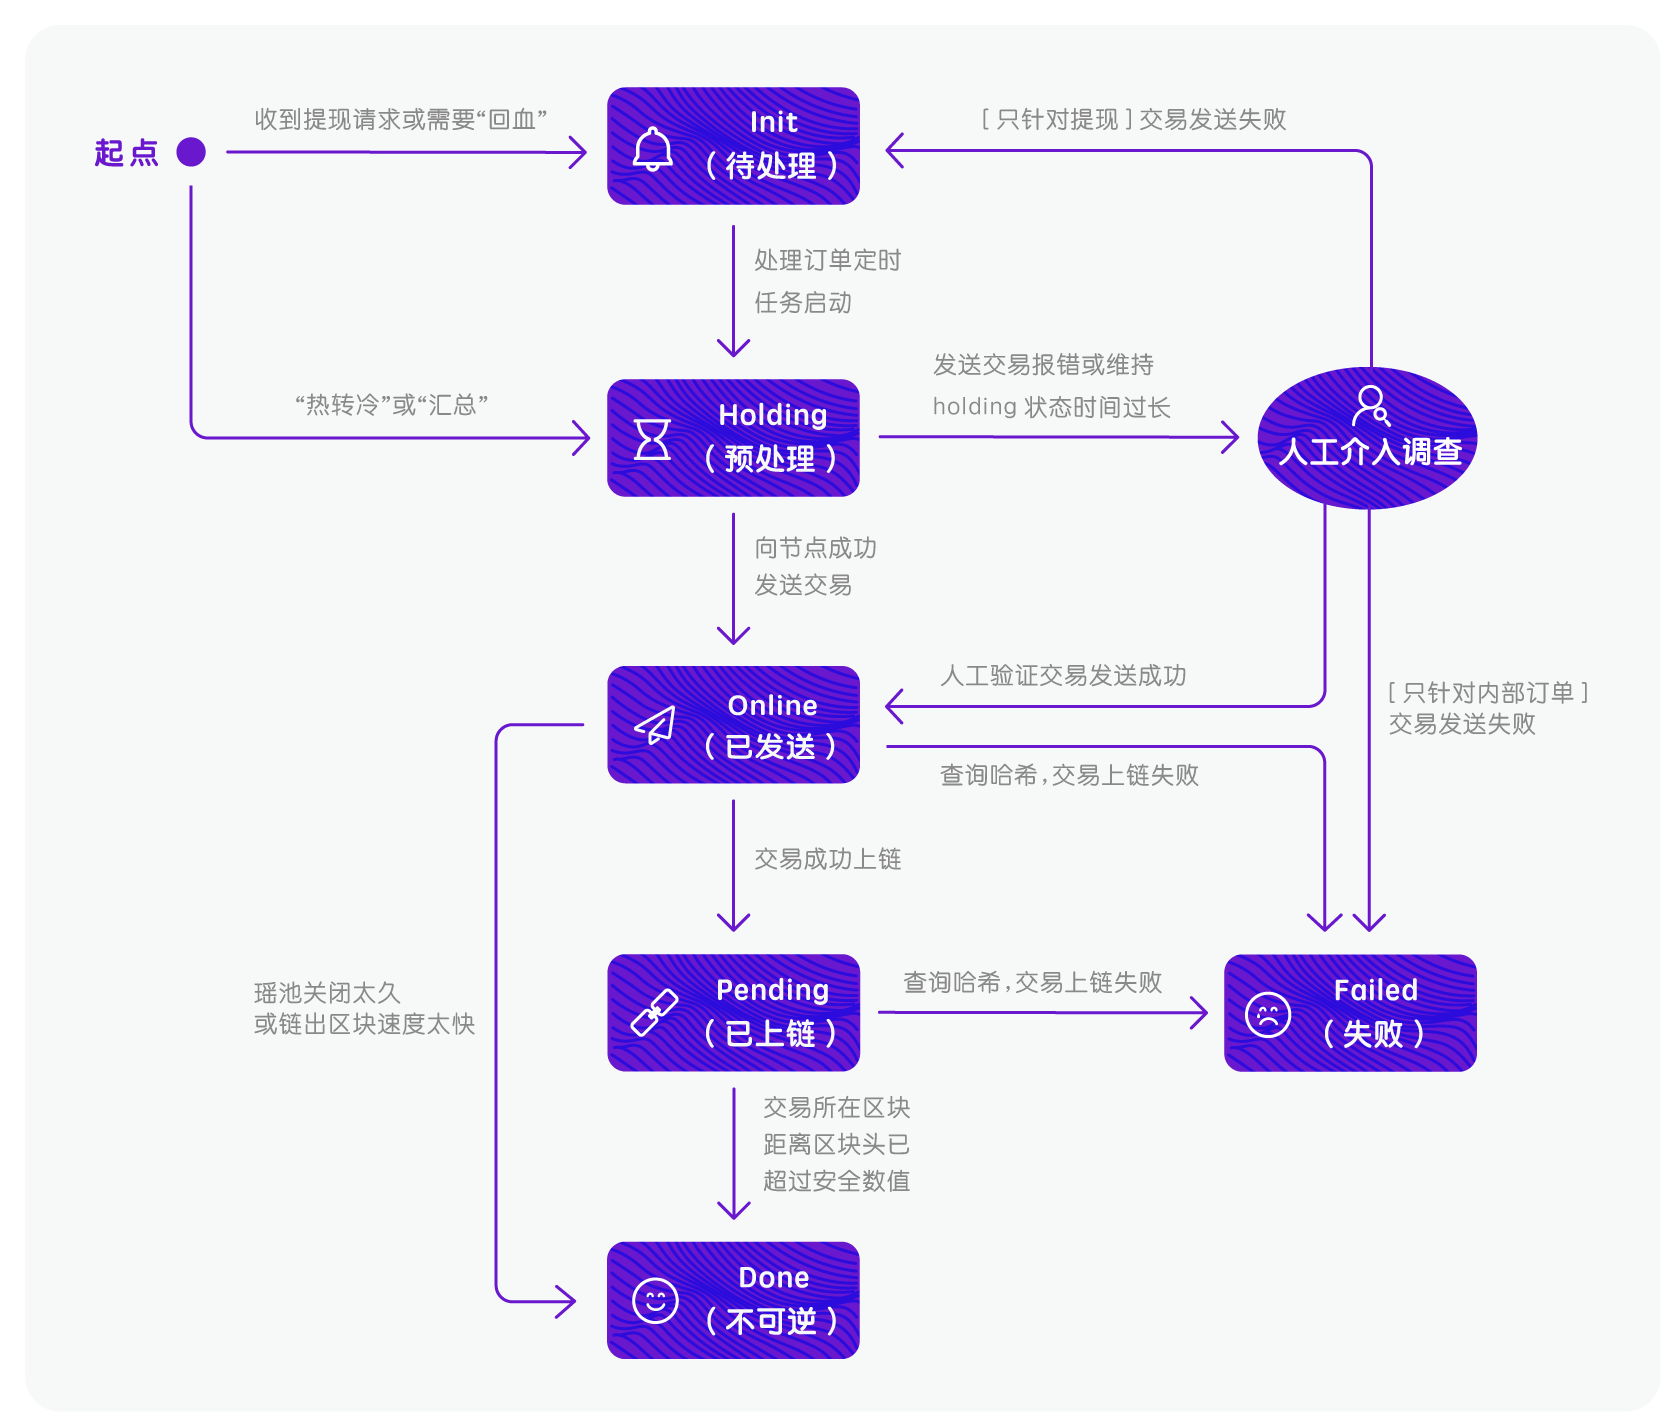 起点
收到提现请求或需要“回血”
Init
（待处理）
[ 只针对提现 ] 交易发送失败
处理订单定时
任务启动
“热转冷”或“汇总”
Holding
（预处理）
发送交易报错或维持
holding 状态时间过长
人工介入调查
向节点成功
发送交易
Online
（已发送）
人工验证交易发送成功
[ 只针对内部订单 ]
交易发送失败
查询哈希，交易上链失败
交易成功上链
瑶池关闭太久
或链出区块速度太快
Pending
（已上链）
查询哈希，交易上链失败
Failed
（失败）
交易所在区块
距离区块头已
超过安全数值
Done
（不可逆）